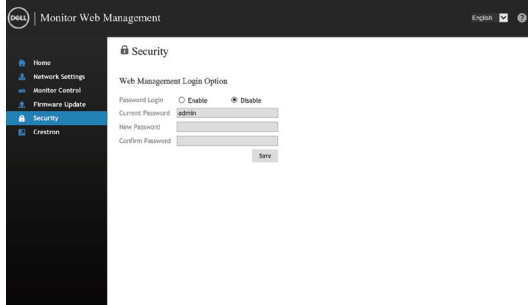 DELL | Monitor Web Management
English
Home
Network Settings
Monitor Control
Firmware Update
Security
Crestron
Security
Web Management Login Option
Password Login Enable Disable
Current Password admin
New Password
Confirm Password
Save